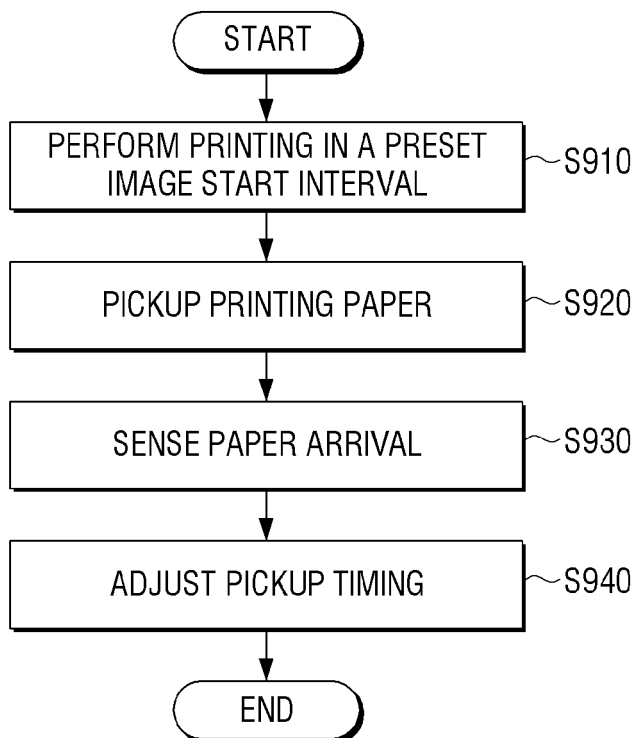 START
PERFORM PRINTING IN A PRESET
IMAGE START INTERVAL
S910
PICKUP PRINTING PAPER
S920
SENSE PAPER ARRIVAL
S930
ADJUST PICKUP TIMING
S940
END